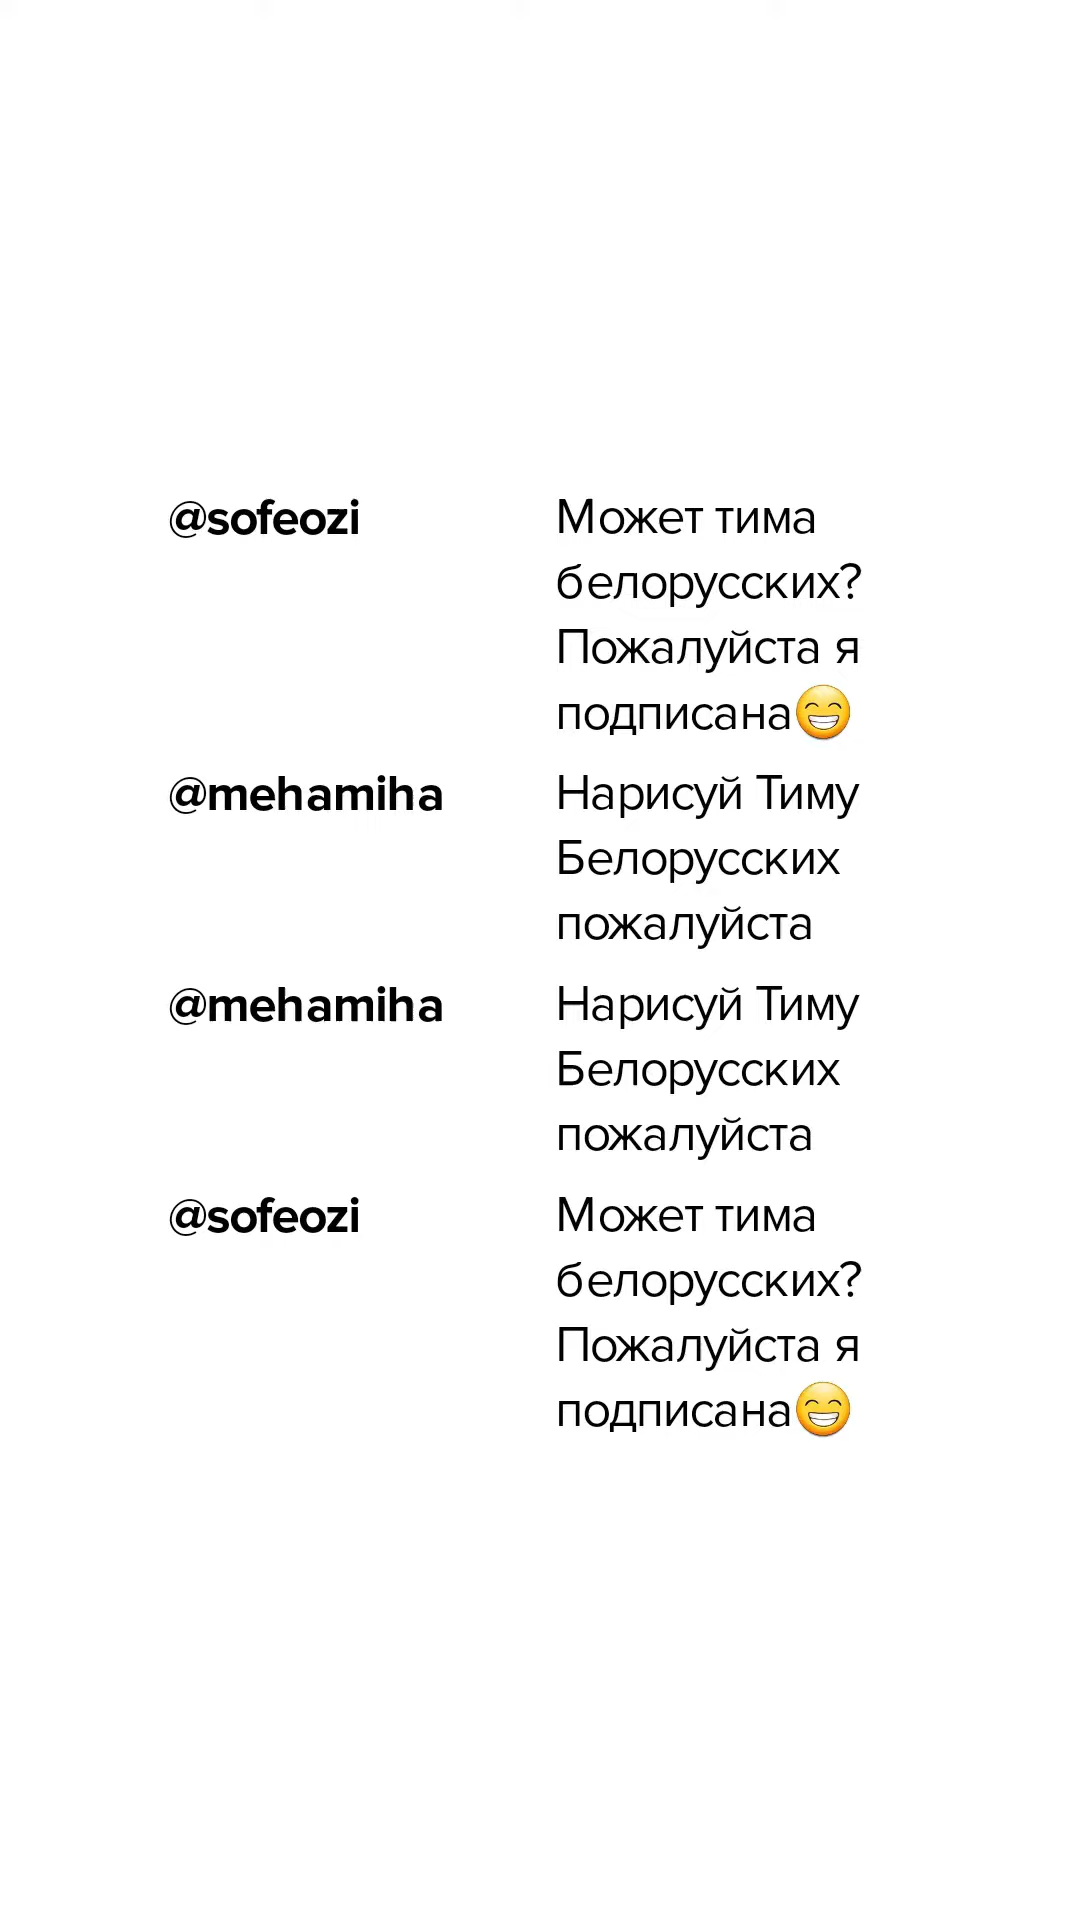 @sofeozi Может тима
белорусских?
Пожалуйста я
подписана😁
@mehamiha Нарисуй Тиму
Белорусских
пожалуйста
@mehamiha Нарисуй Тиму
Белорусских
пожалуйста
@sofeozi Может тима
белорусских?
Пожалуйста я
подписана😁